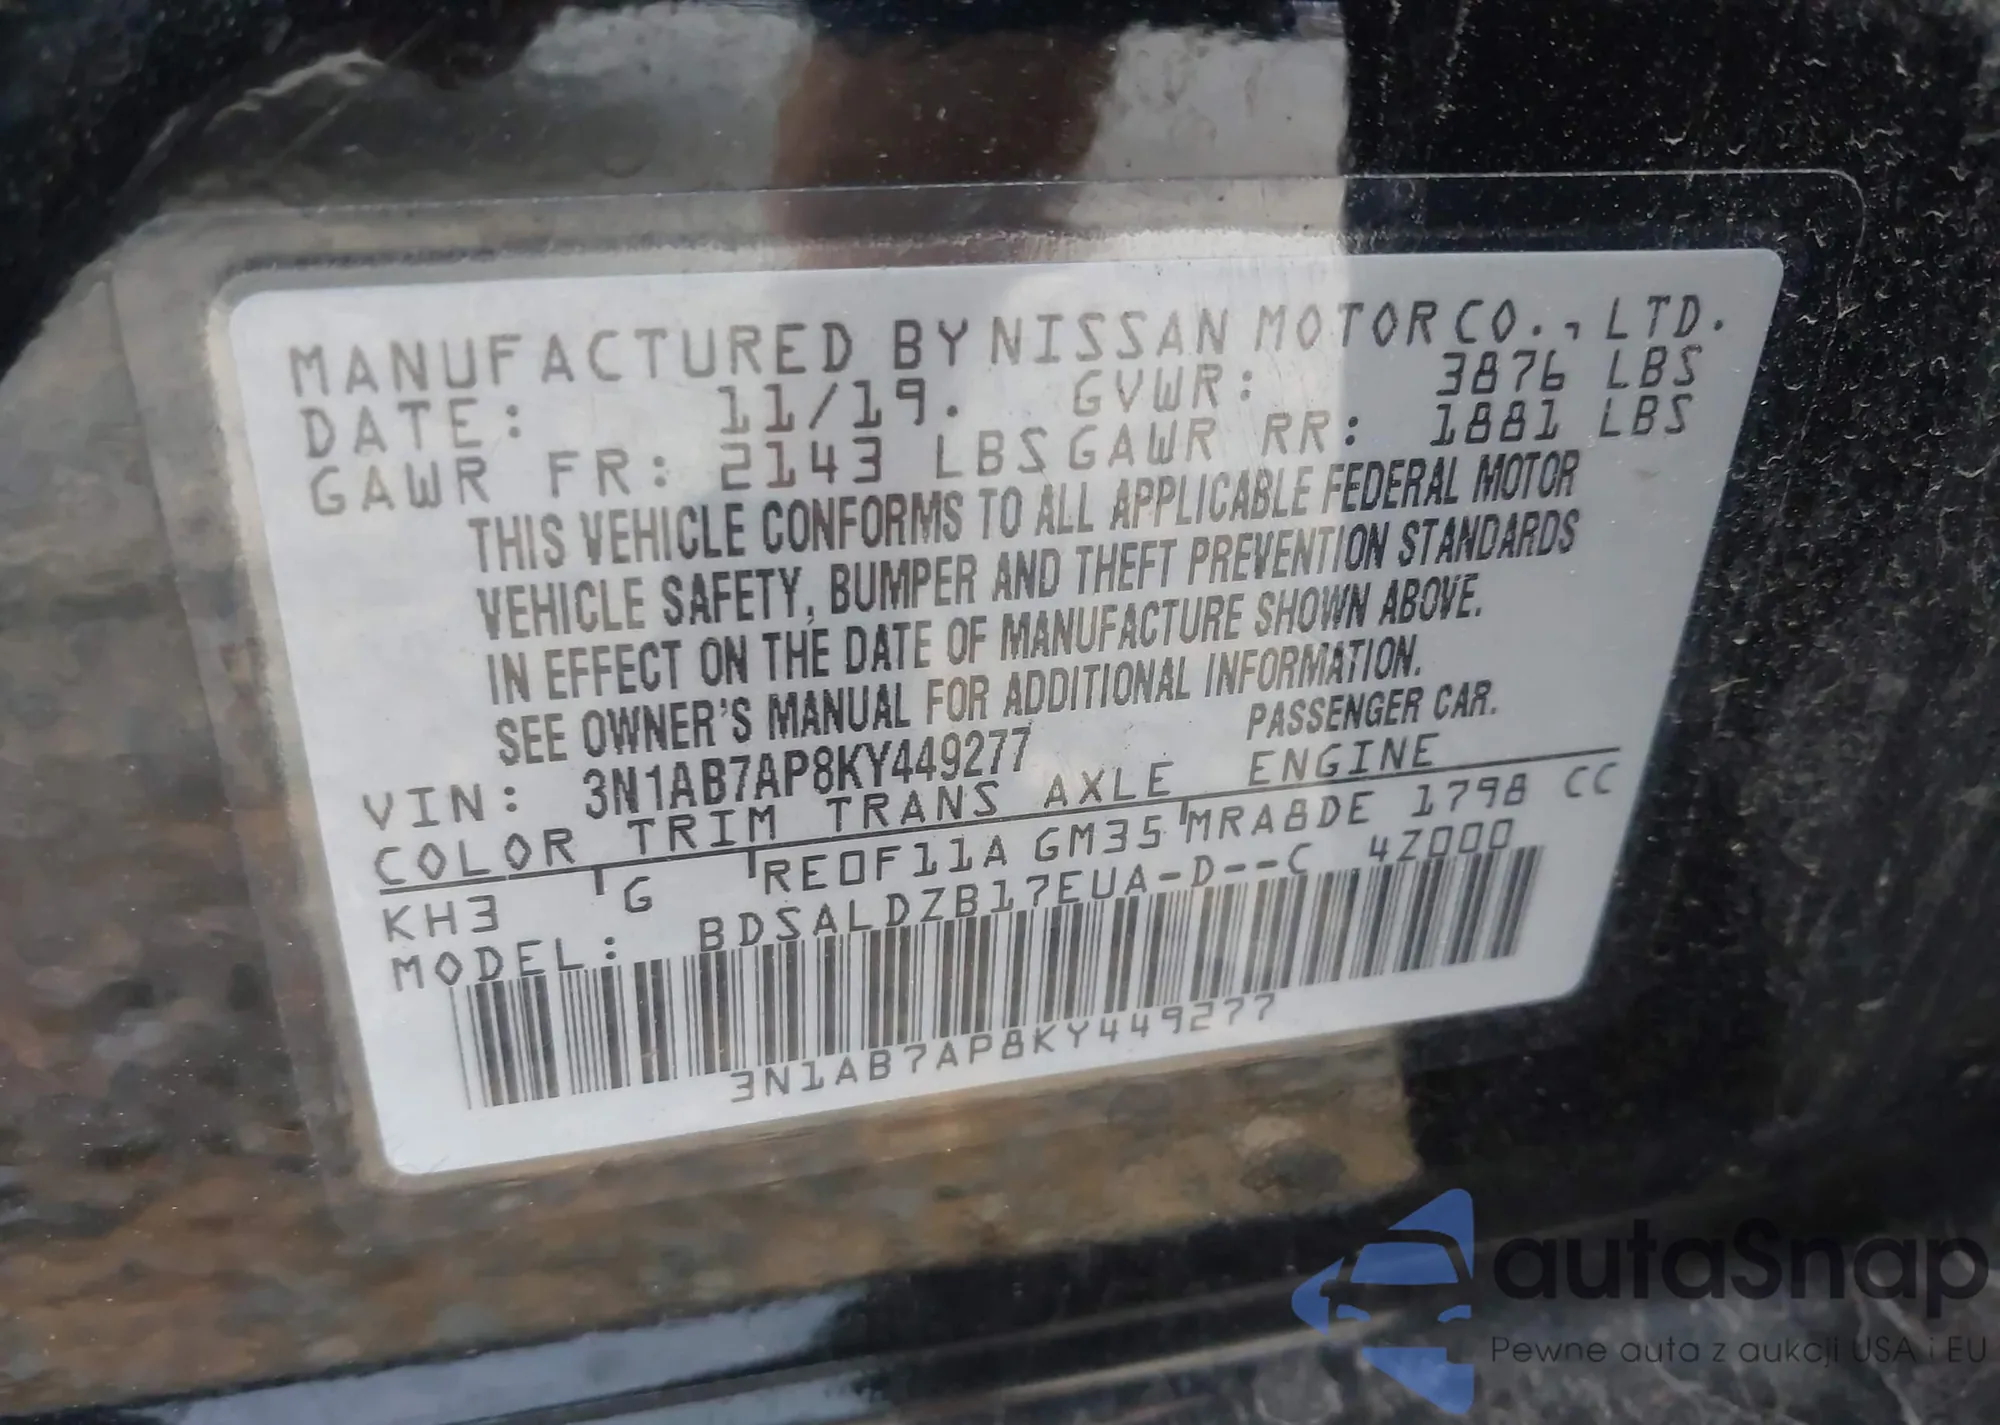 MANUFACTURED BY NISSAN MOTOR CO., LTD.
DATE: 11/19. GVWR: 3876 LBS
GAWR FR: 2143 LBS GAWR RR: 1881 LBS
THIS VEHICLE CONFORMS TO ALL APPLICABLE FEDERAL MOTOR
VEHICLE SAFETY, BUMPER AND THEFT PREVENTION STANDARDS
IN EFFECT ON THE DATE OF MANUFACTURE SHOWN ABOVE.
SEE OWNER'S MANUAL FOR ADDITIONAL INFORMATION.
VIN: 3N1AB7AP8KY449277 PASSENGER CAR.
COLOR TRIM TRANS AXLE ENGINE
KH3 G RE0F11A GM35 MRA8DE 1798 CC
MODEL: BDSALDZB17EUA-D--C 4Z000
3N1AB7AP8KY449277
autaSnap
Pewne auta z aukcji USA i EU